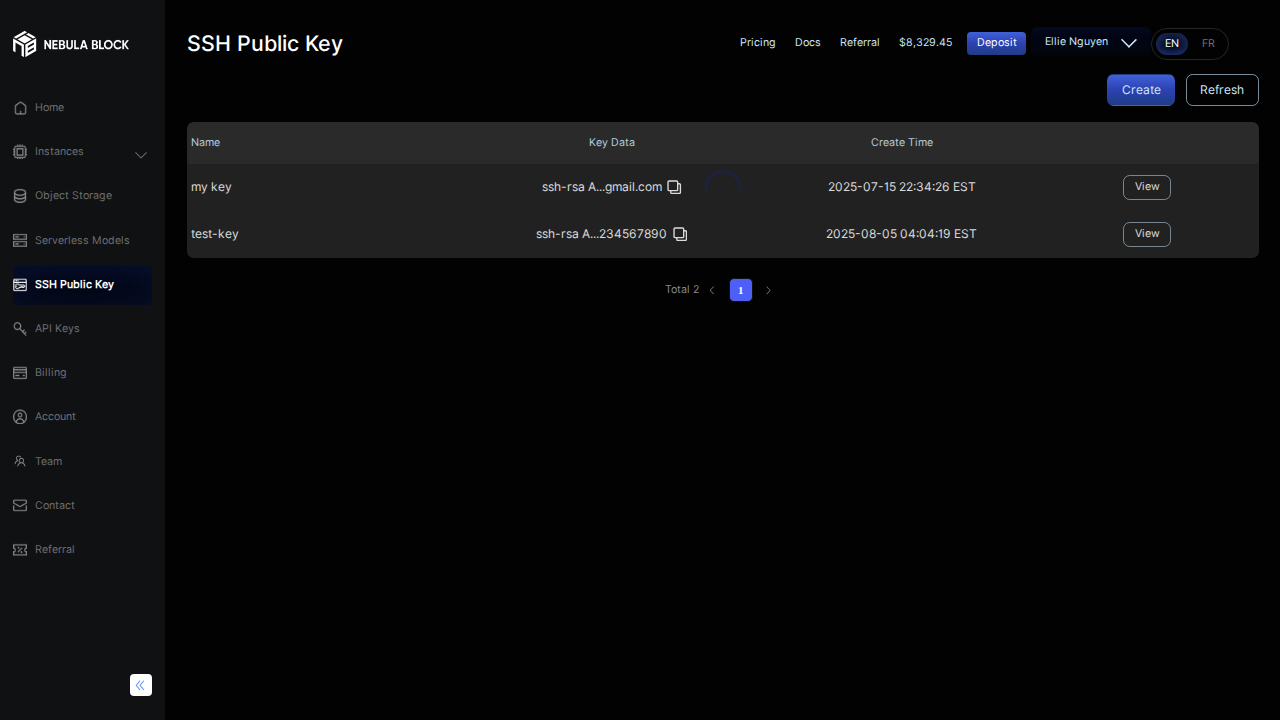 NEBULA BLOCK
SSH Public Key
Pricing Docs Referral $8,329.45 Deposit Ellie Nguyen EN FR
Create Refresh
Home
Instances
Object Storage
Serverless Models
SSH Public Key
API Keys
Billing
Account
Team
Contact
Referral
Name Key Data Create Time
my key ssh-rsa A...gmail.com 2025-07-15 22:34:26 EST View
test-key ssh-rsa A...234567890 2025-08-05 04:04:19 EST View
Total 2 1